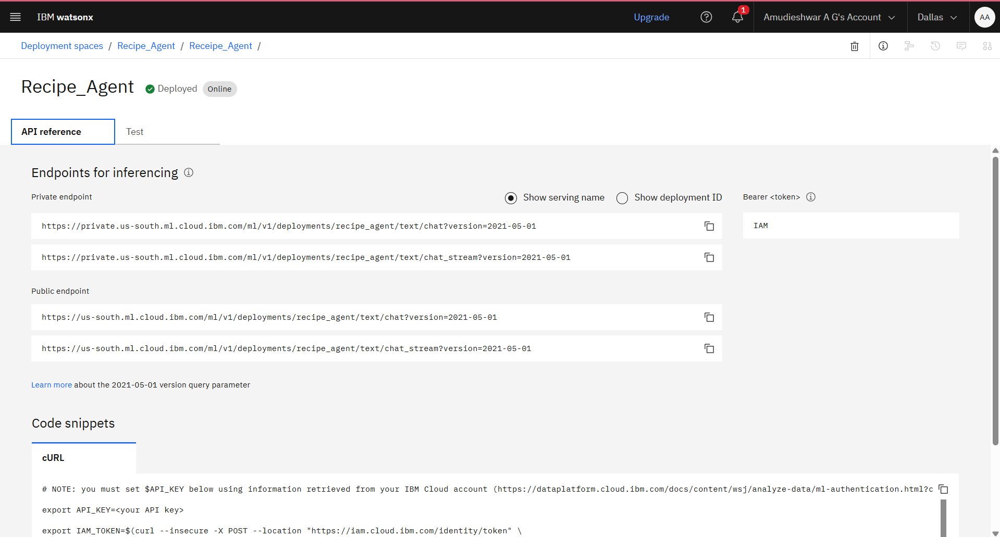 IBM watsonx
Upgrade
1
Amudieshwar A G's Account
Dallas
AA
Deployment spaces / Recipe_Agent / Receipe_Agent /
Recipe_Agent
Deployed
Online
API reference
Test
Endpoints for inferencing
Private endpoint
Show serving name
Show deployment ID
Bearer <token>
https://private.us-south.ml.cloud.ibm.com/ml/v1/deployments/recipe_agent/text/chat?version=2021-05-01
IAM
https://private.us-south.ml.cloud.ibm.com/ml/v1/deployments/recipe_agent/text/chat_stream?version=2021-05-01
Public endpoint
https://us-south.ml.cloud.ibm.com/ml/v1/deployments/recipe_agent/text/chat?version=2021-05-01
https://us-south.ml.cloud.ibm.com/ml/v1/deployments/recipe_agent/text/chat_stream?version=2021-05-01
Learn more about the 2021-05-01 version query parameter
Code snippets
cURL
# NOTE: you must set $API_KEY below using information retrieved from your IBM Cloud account (https://dataplatform.cloud.ibm.com/docs/content/wsj/analyze-data/ml-authentication.html?c
export API_KEY=<your API key>
export IAM_TOKEN=$(curl --insecure -X POST --location "https://iam.cloud.ibm.com/identity/token" \